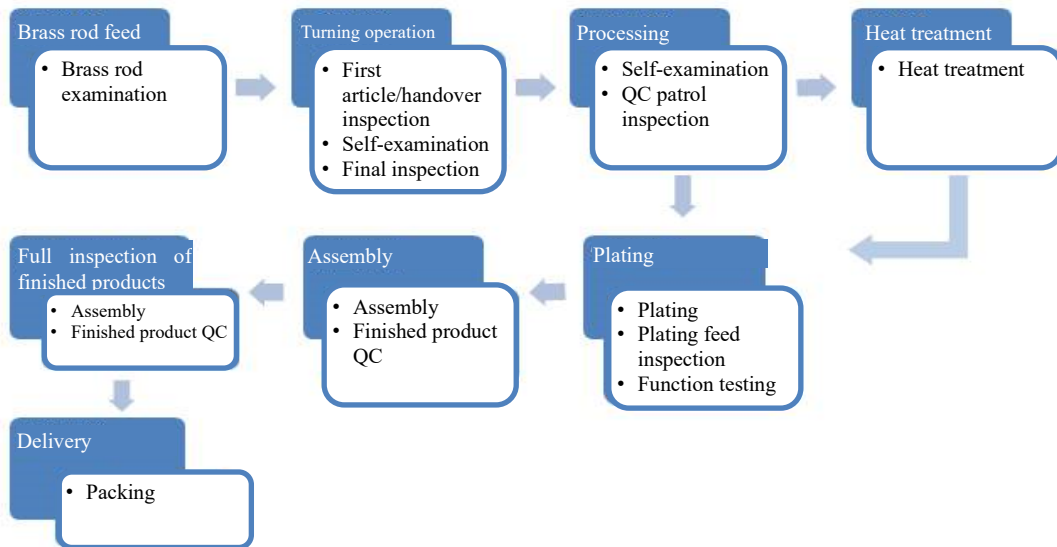 Brass rod feed
• Brass rod
examination
Turning operation
• First
article/handover
inspection
• Self-examination
• Final inspection
Processing
• Self-examination
• QC patrol
inspection
Heat treatment
• Heat treatment
Plating
• Plating
• Plating feed
inspection
• Function testing
Assembly
• Assembly
• Finished product
QC
Full inspection of
finished products
• Assembly
• Finished product QC
Delivery
• Packing